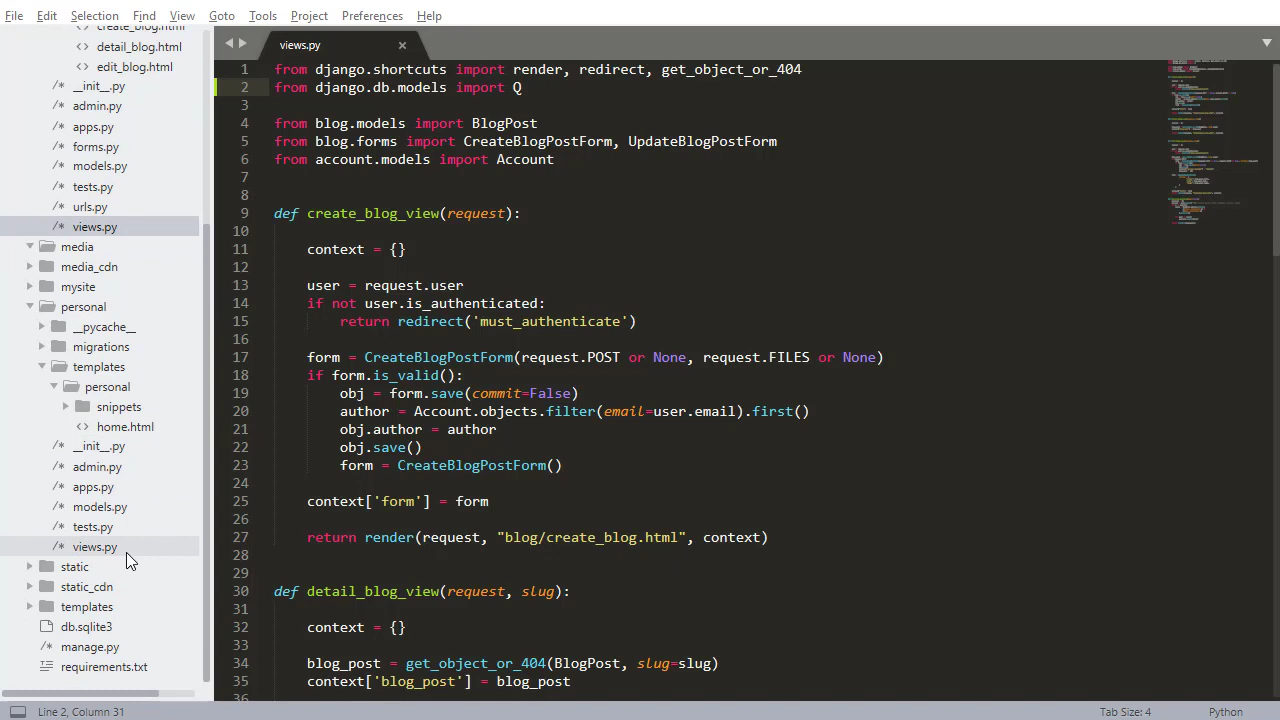 File Edit Selection Find View Goto Tools Project Preferences Help
create_blog.html
detail_blog.html
edit_blog.html
__init__.py
admin.py
apps.py
forms.py
models.py
tests.py
urls.py
views.py
media
media_cdn
mysite
personal
__pycache__
migrations
templates
personal
snippets
home.html
__init__.py
admin.py
apps.py
models.py
tests.py
views.py
static
static_cdn
templates
db.sqlite3
manage.py
requirements.txt
views.py
1 from django.shortcuts import render, redirect, get_object_or_404
2 from django.db.models import Q
3
4 from blog.models import BlogPost
5 from blog.forms import CreateBlogPostForm, UpdateBlogPostForm
6 from account.models import Account
7
8
9 def create_blog_view(request):
10
11 context = {}
12
13 user = request.user
14 if not user.is_authenticated:
15 return redirect('must_authenticate')
16
17 form = CreateBlogPostForm(request.POST or None, request.FILES or None)
18 if form.is_valid():
19 obj = form.save(commit=False)
20 author = Account.objects.filter(email=user.email).first()
21 obj.author = author
22 obj.save()
23 form = CreateBlogPostForm()
24
25 context['form'] = form
26
27 return render(request, "blog/create_blog.html", context)
28
29
30 def detail_blog_view(request, slug):
31
32 context = {}
33
34 blog_post = get_object_or_404(BlogPost, slug=slug)
35 context['blog_post'] = blog_post
36
Line 2, Column 31 Tab Size: 4 Python